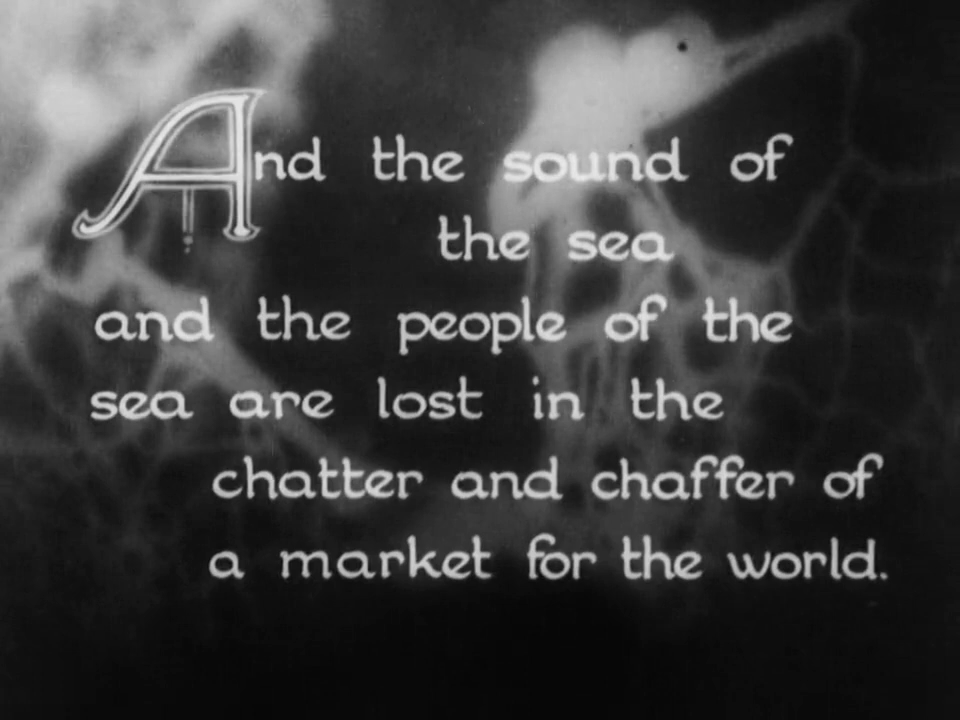 And the sound of
the sea
and the people of the
sea are lost in the
chatter and chaffer of
a market for the world.